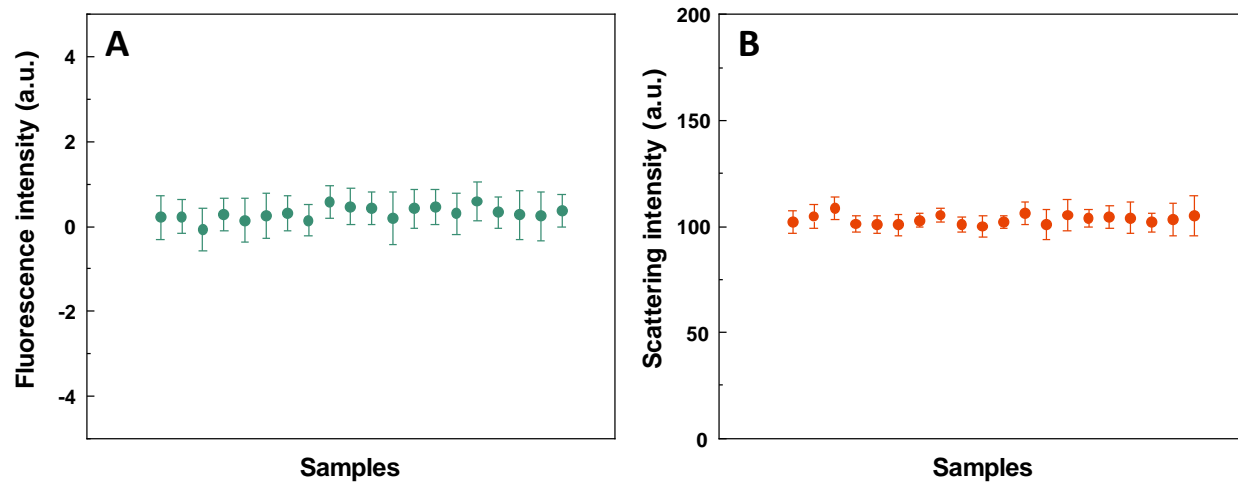 A
Fluorescence intensity (a.u.)
4
2
0
-2
-4
Samples
B
Scattering intensity (a.u.)
200
150
100
50
0
Samples